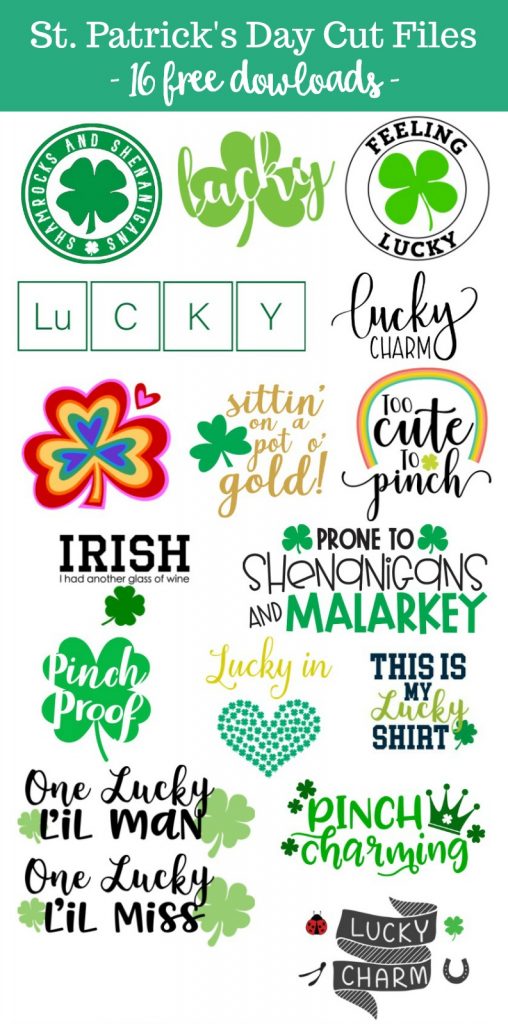 St. Patrick's Day Cut Files
- 16 free dowloads -
SHAMROCKS AND SHENANIGANS
lucky
FEELING
LUCKY
Lu C K Y
lucky
CHARM
sittin'
on a
pot o'
gold!
TOO
cute
to
pinch
IRISH
I had another glass of wine
PRONE TO
SHENANIGANS
AND MALARKEY
Pinch
Proof
Lucky in
THIS IS
MY
Lucky
SHIRT
One Lucky
L'IL MAN
One Lucky
L'IL MISS
PINCH
charming
LUCKY
CHARM